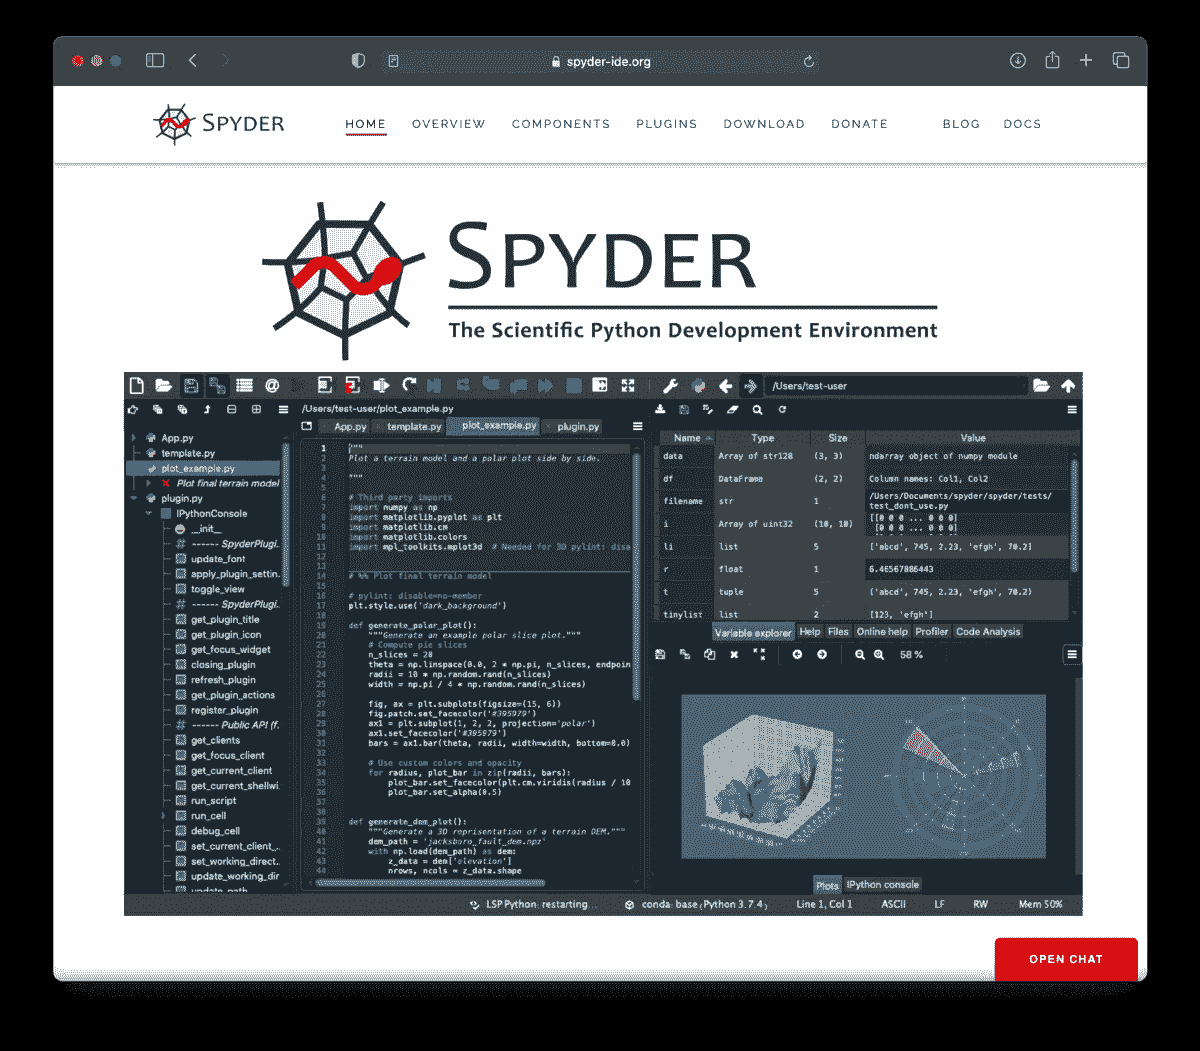 spyder-ide.org
SPYDER
HOME OVERVIEW COMPONENTS PLUGINS DOWNLOAD DONATE BLOG DOCS
SPYDER
The Scientific Python Development Environment
/Users/test-user
/Users/test-user/plot_example.py
App.py template.py plot_example.py plugin.py
App.py
template.py
plot_example.py
Plot final terrain model
plugin.py
IPythonConsole
__init__
# ------ SpyderPlugi..
update_font
apply_plugin_settin..
toggle_view
# ------ SpyderPlugi..
get_plugin_title
get_plugin_icon
get_focus_widget
closing_plugin
refresh_plugin
get_plugin_actions
register_plugin
# ------ Public API (f.
get_clients
get_focus_client
get_current_client
get_current_shellwi.
run_script
run_cell
debug_cell
set_current_client_..
set_working_direct..
update_working_dir
update_path
1 """
2 Plot a terrain model and a polar plot side by side.
3
4 """
5
6 # Third party imports
7 import numpy as np
8 import matplotlib.pyplot as plt
9 import matplotlib.cm
10 import matplotlib.colors
11 import mpl_toolkits.mplot3d # Needed for 3D pylint: disa
12
13
14 # %% Plot final terrain model
15
16 # pylint: disable=no-member
17 plt.style.use('dark_background')
18
19 def generate_polar_plot():
20 """Generate an example polar slice plot."""
21 # Compute pie slices
22 n_slices = 20
23 theta = np.linspace(0.0, 2 * np.pi, n_slices, endpoin
24 radii = 10 * np.random.rand(n_slices)
25 width = np.pi / 4 * np.random.rand(n_slices)
26
27 fig, ax = plt.subplots(figsize=(15, 6))
28 fig.patch.set_facecolor('#395979')
29 ax1 = plt.subplot(1, 2, 2, projection='polar')
30 ax1.set_facecolor('#395979')
31 bars = ax1.bar(theta, radii, width=width, bottom=0.0)
32
33 # Use custom colors and opacity
34 for radius, plot_bar in zip(radii, bars):
35 plot_bar.set_facecolor(plt.cm.viridis(radius / 10
36 plot_bar.set_alpha(0.5)
37
38
39 def generate_dem_plot():
40 """Generate a 3D reprisentation of a terrain DEM."""
41 dem_path = 'jacksboro_fault_dem.npz'
42 with np.load(dem_path) as dem:
43 z_data = dem['elevation']
44 nrows, ncols = z_data.shape
Name Type Size Value
data Array of str128 (3, 3) ndarray object of numpy module
df DataFrame (2, 2) Column names: Col1, Col2
filename str 1 /Users/Documents/spyder/spyder/tests/
test_dont_use.py
i Array of uint32 (10, 10) [[0 0 0 ... 0 0 0]
[0 0 0 ... 0 0 0]
li list 5 ['abcd', 745, 2.23, 'efgh', 70.2]
r float 1 6.46567886443
t tuple 5 ('abcd', 745, 2.23, 'efgh', 70.2)
tinylist list 2 [123, 'efgh']
Variable explorer Help Files Online help Profiler Code Analysis
58 %
Plots IPython console
LSP Python: restarting... conda: base (Python 3.7.4) Line 1, Col 1 ASCII LF RW Mem 50%
OPEN CHAT